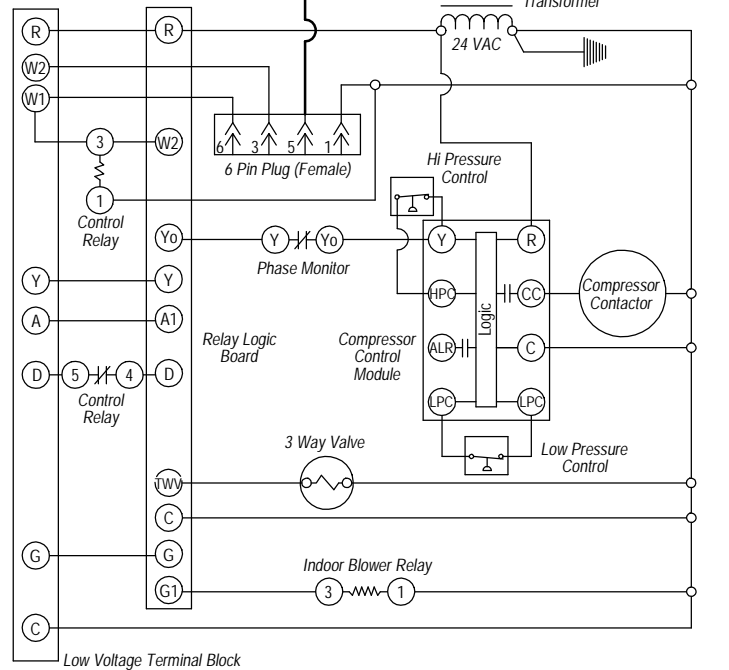 Transformer
R
R
24 VAC
W2
W1
6
3
5
1
6 Pin Plug (Female)
3
W2
1
Control
Relay
Hi Pressure
Control
Yo
Y
Yo
Phase Monitor
Y
R
Y
Y
HPC
Logic
CC
Compressor
Contactor
A
A1
Relay Logic
Board
Compressor
Control
Module
ALR
C
D
5
4
D
Control
Relay
LPC
LPC
3 Way Valve
Low Pressure
Control
TWV
C
G
G
Indoor Blower Relay
G1
3
1
C
Low Voltage Terminal Block